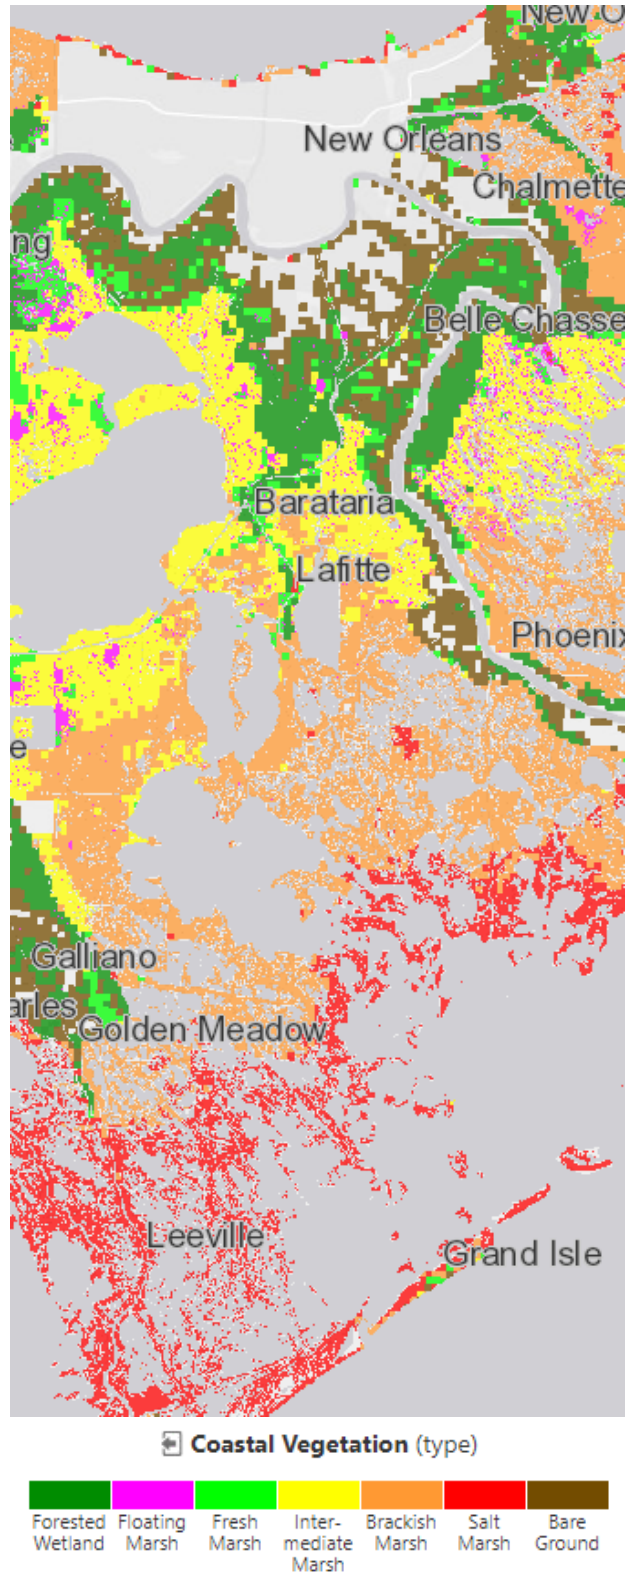 New O
New Orleans
Chalmette
ng
Belle Chasse
Barataria
Lafitte
Phoenix
e
Galliano
arles
Golden Meadow
Leeville
Grand Isle
Coastal Vegetation (type)
Forested Wetland
Floating Marsh
Fresh Marsh
Inter-
mediate
Marsh
Brackish Marsh
Salt Marsh
Bare Ground